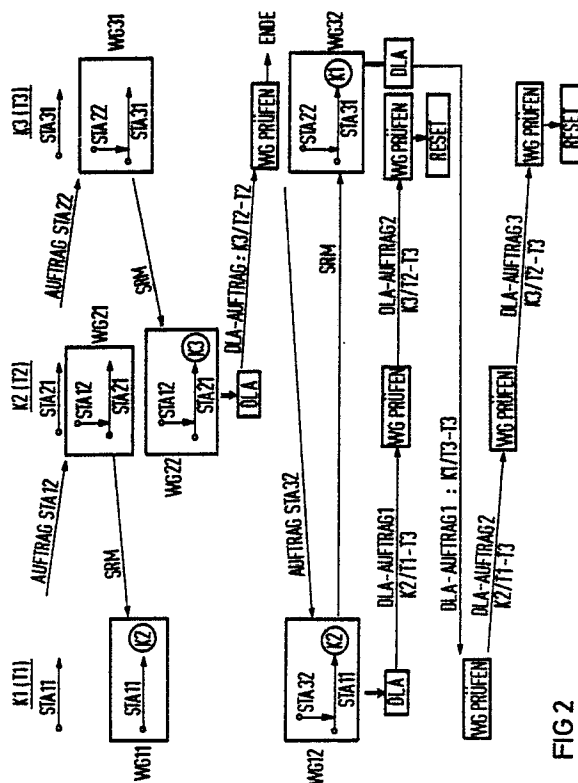 K1 (T1)
STA11
K2 (T2)
STA21
K3 (T3)
STA31
AUFTRAG STA12
AUFTRAG STA22
WG11
STA11
K2
SRM
WG21
STA12
STA21
WG31
STA22
STA31
SRM
WG22
STA12
STA21
K3
DLA
DLA-AUFTRAG : K3/T2-T2
WG PRÜFEN
ENDE
AUFTRAG STA32
WG12
STA32
STA11
K2
SRM
WG32
STA22
STA31
K1
DLA
DLA
DLA-AUFTRAG1
K2/T1-T3
WG PRÜFEN
DLA-AUFTRAG2
K3/T2-T3
WG PRÜFEN
RESET
DLA-AUFTRAG1 : K1/T3-T3
WG PRÜFEN
DLA-AUFTRAG2
K2/T1-T3
WG PRÜFEN
DLA-AUFTRAG3
K3/T2-T3
WG PRÜFEN
RESET
FIG 2